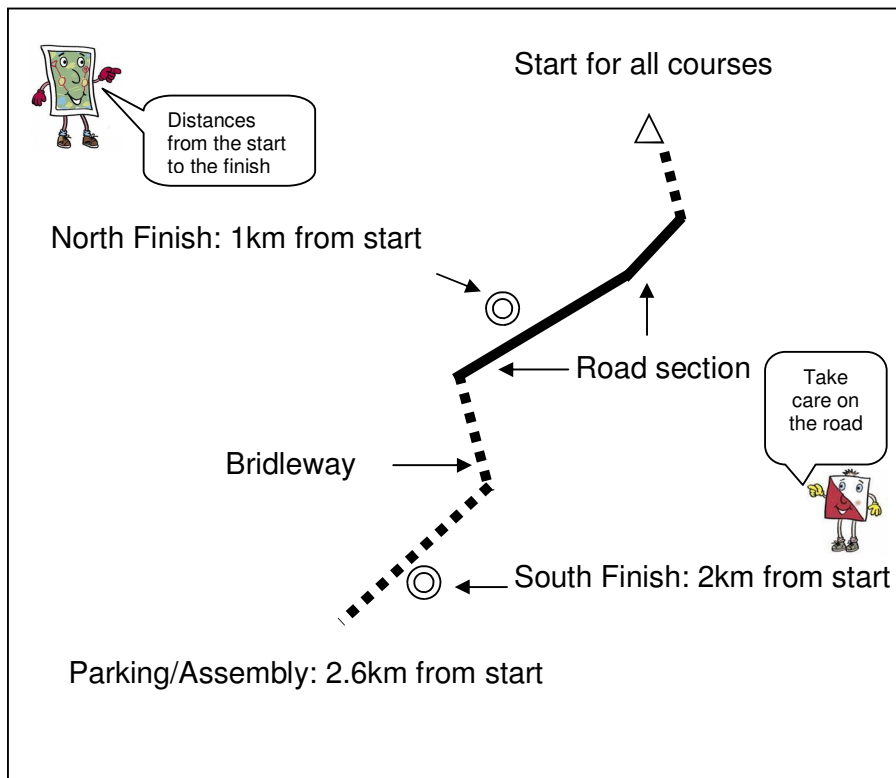 Start for all courses
Distances
from the start
to the finish
North Finish: 1km from start
Road section
Take
care on
the road
Bridleway
South Finish: 2km from start
Parking/Assembly: 2.6km from start